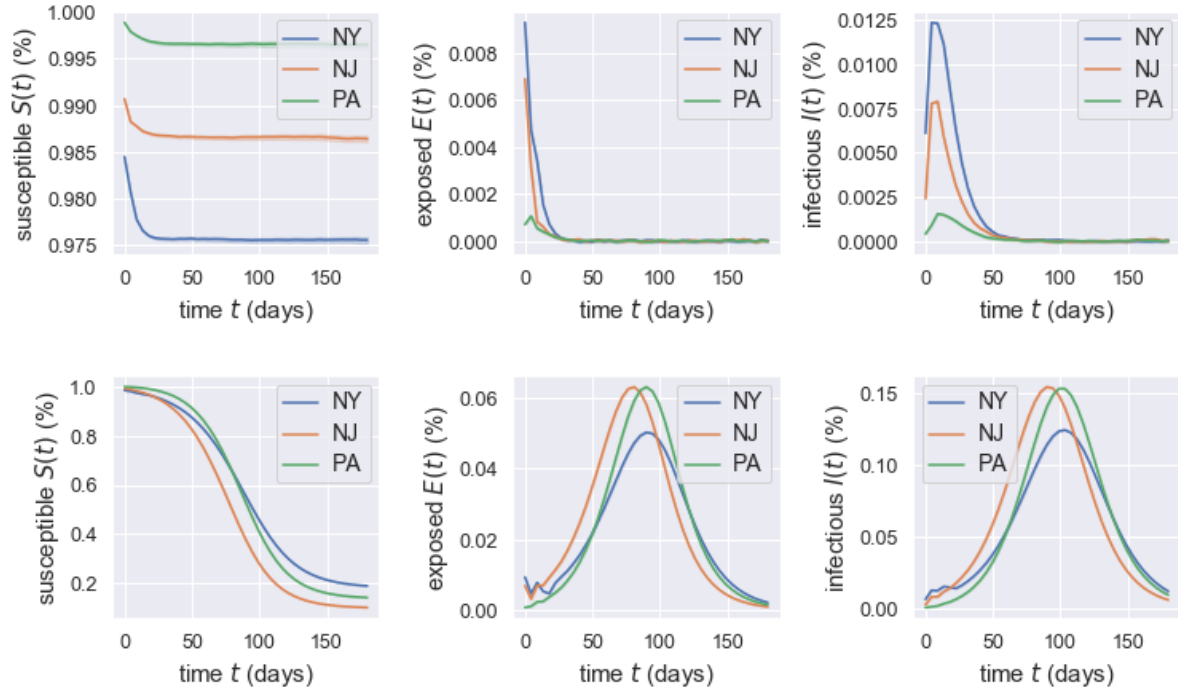 susceptible S(t) (%)
1.000
0.995
0.990
0.985
0.980
0.975
0
50
100
150
time t (days)
NY
NJ
PA
exposed E(t) (%)
0.008
0.006
0.004
0.002
0.000
0
50
100
150
time t (days)
NY
NJ
PA
infectious I(t) (%)
0.0125
0.0100
0.0075
0.0050
0.0025
0.0000
0
50
100
150
time t (days)
NY
NJ
PA
susceptible S(t) (%)
1.0
0.8
0.6
0.4
0.2
0
50
100
150
time t (days)
NY
NJ
PA
exposed E(t) (%)
0.06
0.04
0.02
0.00
0
50
100
150
time t (days)
NY
NJ
PA
infectious I(t) (%)
0.15
0.10
0.05
0.00
0
50
100
150
time t (days)
NY
NJ
PA